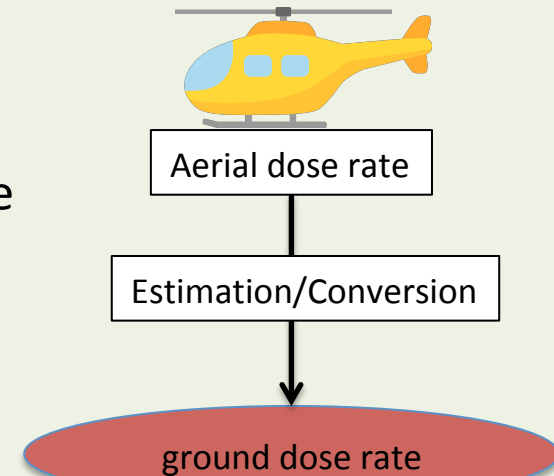 Aerial dose rate
e
Estimation/Conversion
ground dose rate